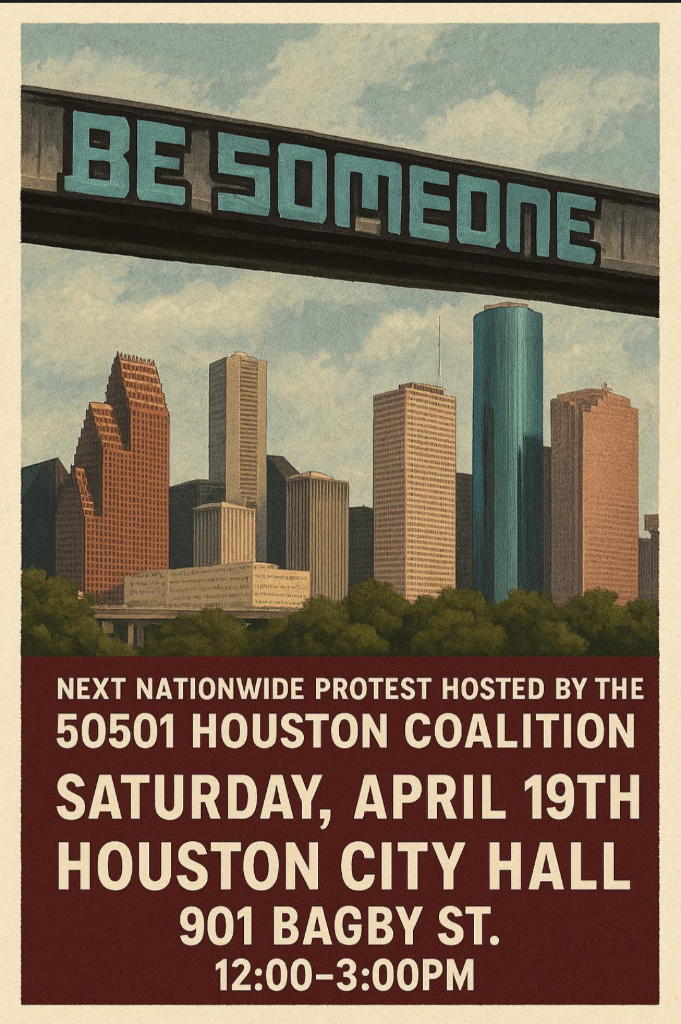 BE SOMEONE
NEXT NATIONWIDE PROTEST HOSTED BY THE
50501 HOUSTON COALITION
SATURDAY, APRIL 19TH
HOUSTON CITY HALL
901 BAGBY ST.
12:00–3:00PM